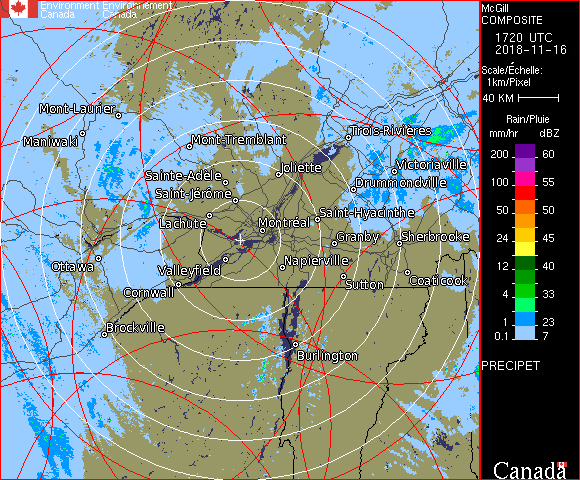 Environment Environnement
Canada Canada
McGill
COMPOSITE
1720 UTC
2018-11-16
Scale/Échelle:
1km/Pixel
40 KM
Rain/Pluie
mm/hr dBZ
200 60
100 55
50 50
24 45
12 40
4 33
1 23
0.1 7
PRECIPET
Canada
Mont-Laurier
Maniwaki
Mont-Tremblant
Trois-Rivières
Joliette
Victoriaville
Sainte-Adèle
Drummondville
Saint-Jérôme
Saint-Hyacinthe
Lachute
Montréal
Granby
Sherbrooke
Ottawa
Valleyfield
Napierville
Sutton
Coaticook
Cornwall
Brockville
Burlington